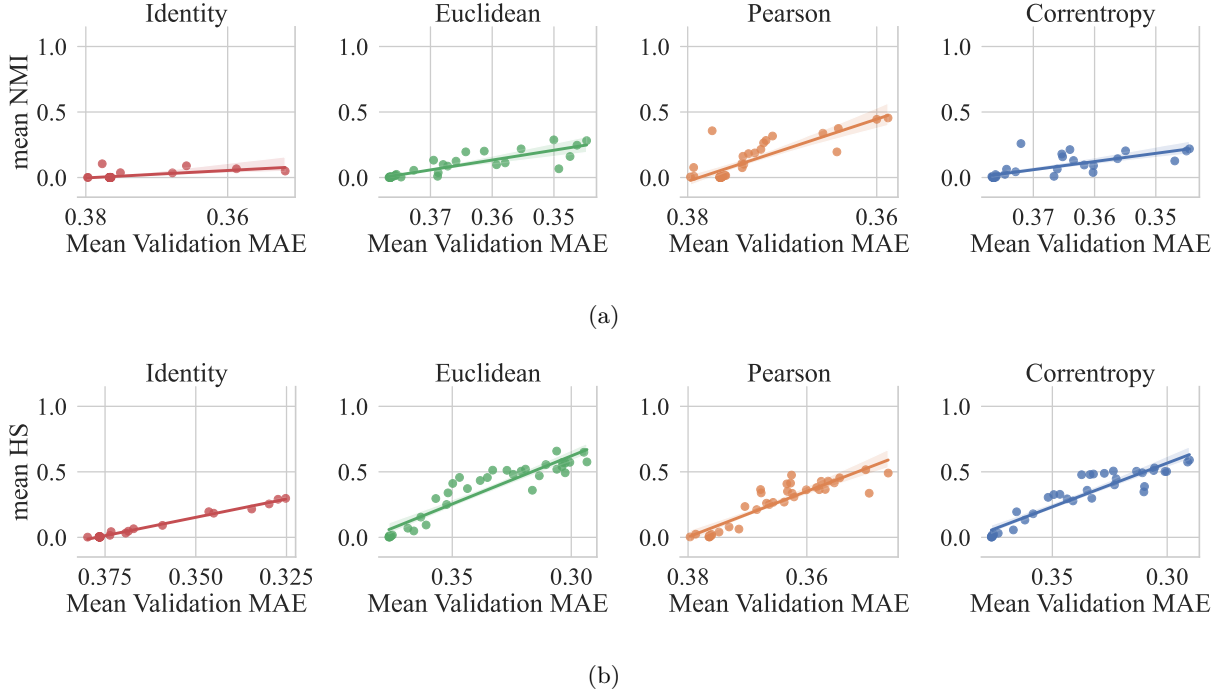 Identity Euclidean Pearson Correntropy
mean NMI
1.0 1.0 1.0 1.0
0.5 0.5 0.5 0.5
0.0 0.0 0.0 0.0
0.38 0.36 0.37 0.36 0.35 0.38 0.36 0.37 0.36 0.35
Mean Validation MAE Mean Validation MAE Mean Validation MAE Mean Validation MAE
(a)
Identity Euclidean Pearson Correntropy
mean HS
1.0 1.0 1.0 1.0
0.5 0.5 0.5 0.5
0.0 0.0 0.0 0.0
0.375 0.350 0.325 0.35 0.30 0.38 0.36 0.35 0.30
Mean Validation MAE Mean Validation MAE Mean Validation MAE Mean Validation MAE
(b)